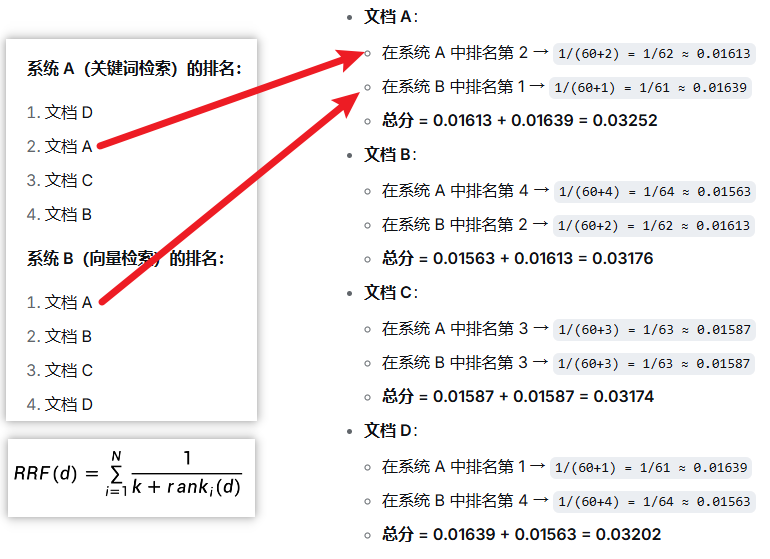 系统 A（关键词检索）的排名：
1. 文档 D
2. 文档 A
3. 文档 C
4. 文档 B
系统 B（向量检索）的排名：
1. 文档 A
2. 文档 B
3. 文档 C
4. 文档 D
RRF(d) = \sum_{i=1}^{N} \frac{1}{k + rank_i(d)}
• 文档 A：
◦ 在系统 A 中排名第 2 → 1/(60+2) = 1/62 ≈ 0.01613
◦ 在系统 B 中排名第 1 → 1/(60+1) = 1/61 ≈ 0.01639
◦ 总分 = 0.01613 + 0.01639 = 0.03252
• 文档 B：
◦ 在系统 A 中排名第 4 → 1/(60+4) = 1/64 ≈ 0.01563
◦ 在系统 B 中排名第 2 → 1/(60+2) = 1/62 ≈ 0.01613
◦ 总分 = 0.01563 + 0.01613 = 0.03176
• 文档 C：
◦ 在系统 A 中排名第 3 → 1/(60+3) = 1/63 ≈ 0.01587
◦ 在系统 B 中排名第 3 → 1/(60+3) = 1/63 ≈ 0.01587
◦ 总分 = 0.01587 + 0.01587 = 0.03174
• 文档 D：
◦ 在系统 A 中排名第 1 → 1/(60+1) = 1/61 ≈ 0.01639
◦ 在系统 B 中排名第 4 → 1/(60+4) = 1/64 ≈ 0.01563
◦ 总分 = 0.01639 + 0.01563 = 0.03202